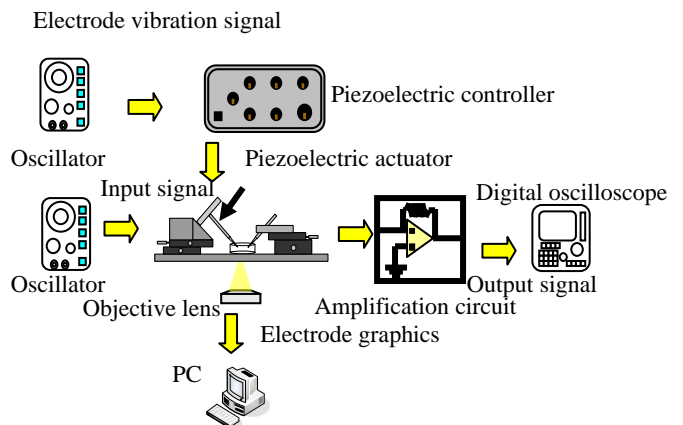 Electrode vibration signal
Piezoelectric controller
Oscillator
Piezoelectric actuator
Input signal
Digital oscilloscope
Oscillator
Objective lens
Amplification circuit
Output signal
Electrode graphics
PC